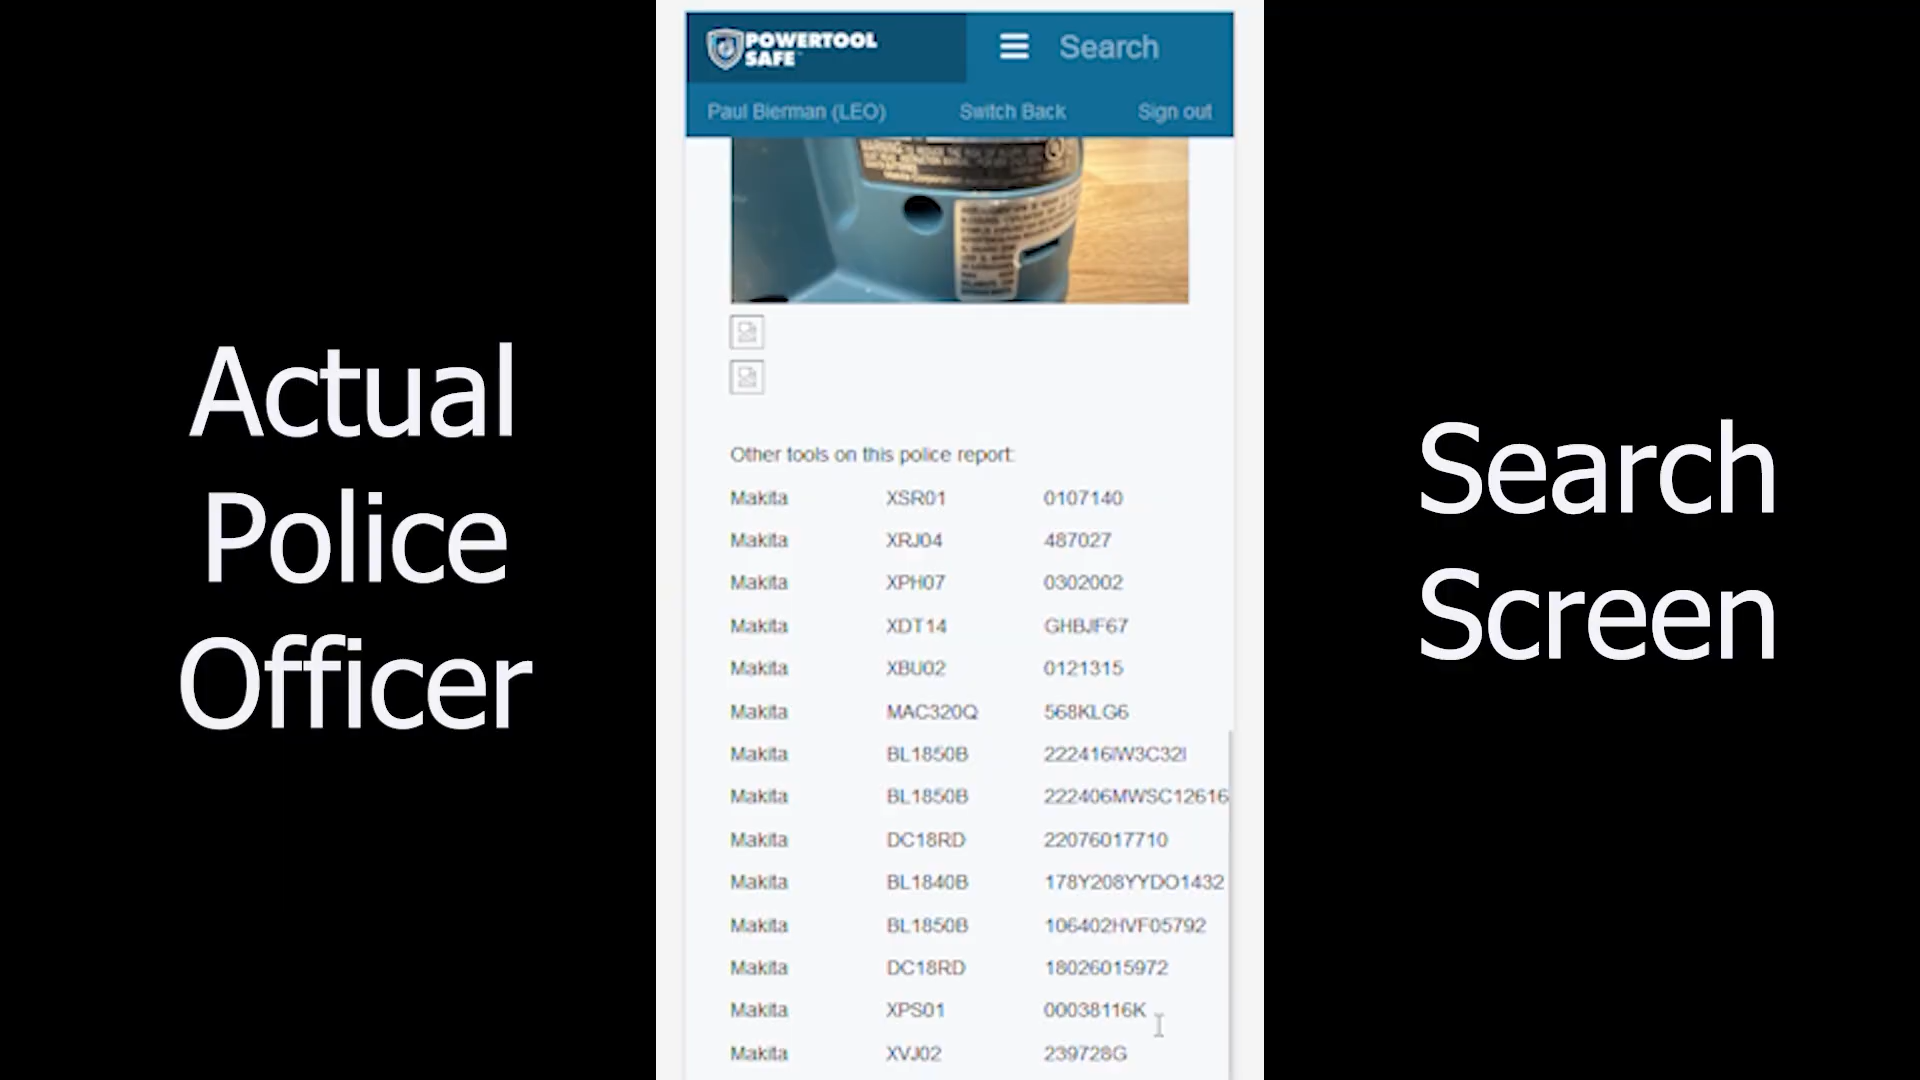 Actual
Police
Officer
POWERTOOL
SAFE
Search
Paul Bierman (LEO)
Switch Back
Sign out
Other tools on this police report:
Makita XSR01 0107140
Makita XRJ04 487027
Makita XPH07 0302002
Makita XDT14 GHBJF67
Makita XBU02 0121315
Makita MAC320Q 568KLG6
Makita BL1850B 222416IW3C32I
Makita BL1850B 222406MWSC12616
Makita DC18RD 22076017710
Makita BL1840B 178Y208YYDO1432
Makita BL1850B 106402HVF05792
Makita DC18RD 18026015972
Makita XPS01 00038116K
Makita XVJ02 239728G
Search
Screen